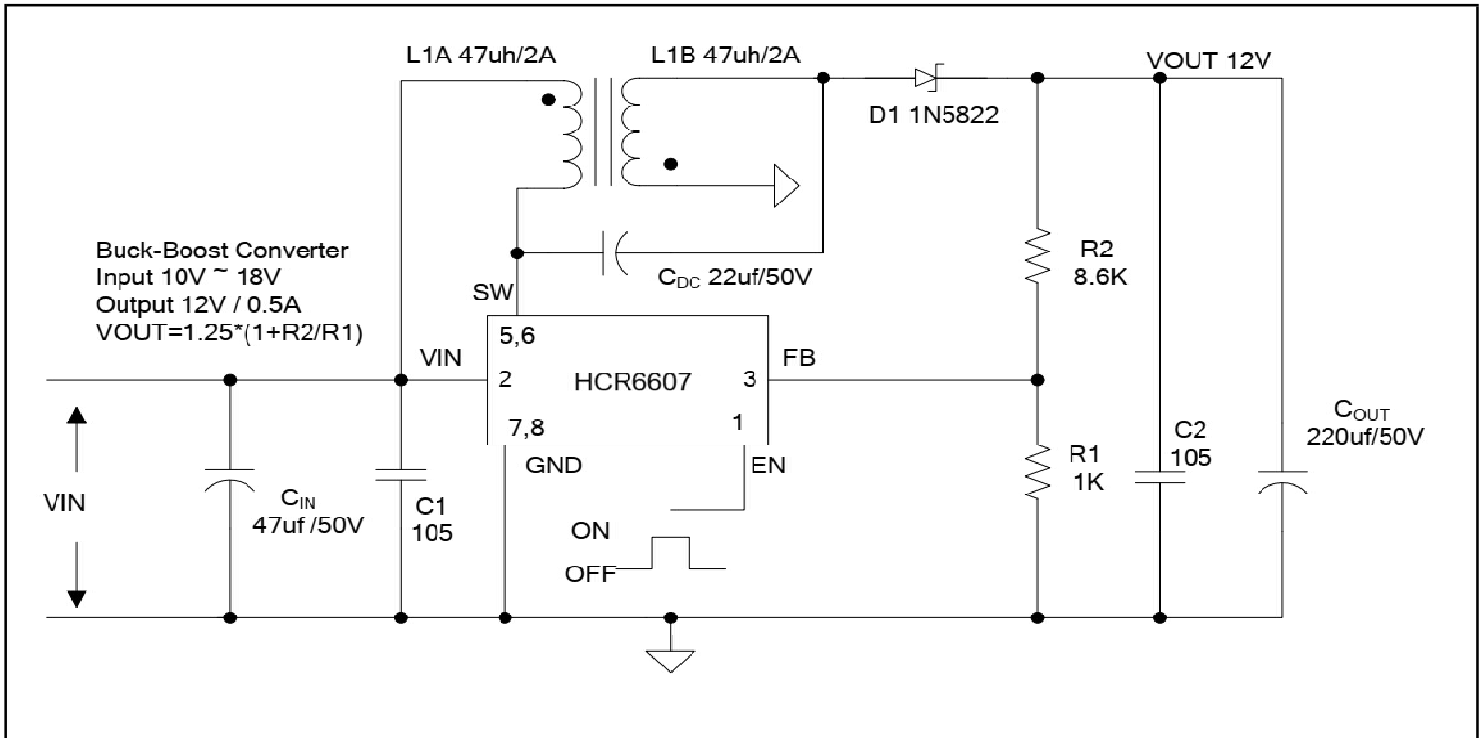 L1A 47uh/2A
L1B 47uh/2A
VOUT 12V
D1 1N5822
Buck-Boost Converter
Input 10V ~ 18V
Output 12V / 0.5A
VOUT=1.25*(1+R2/R1)
CDC 22uf/50V
R2
8.6K
SW
5,6
VIN
2
HCR6607
3
FB
7,8
1
GND
EN
COUT
220uf/50V
C2
105
R1
1K
VIN
CIN
47uf /50V
C1
105
ON
OFF